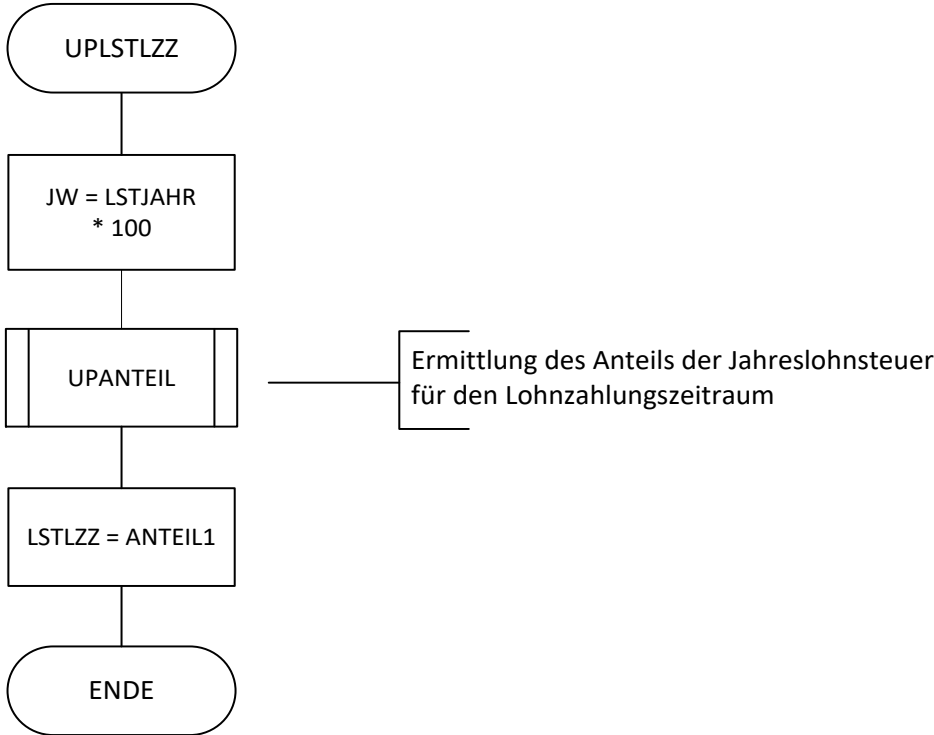 UPLSTLZZ
JW = LSTJAHR
* 100
UPANTEIL
Ermittlung des Anteils der Jahreslohnsteuer
für den Lohnzahlungszeitraum
LSTLZZ = ANTEIL1
ENDE